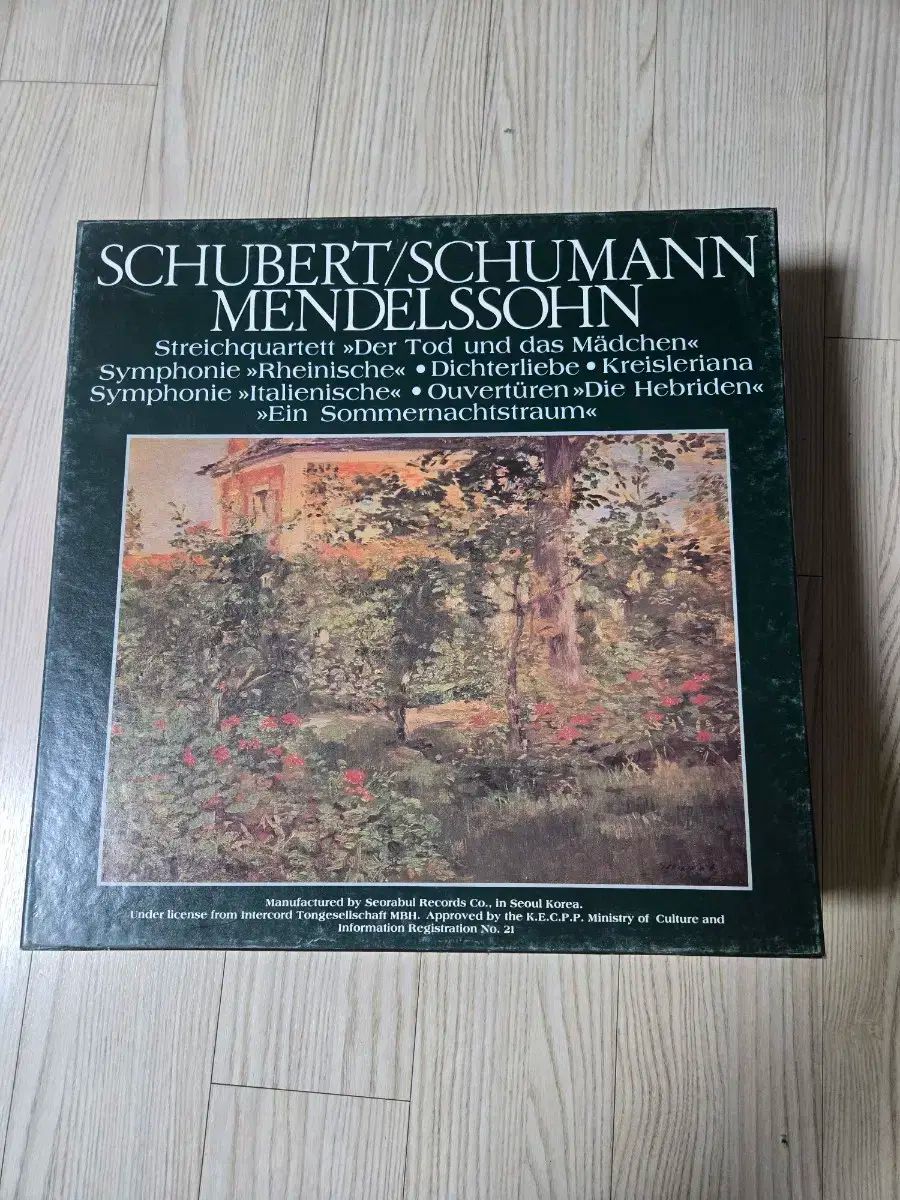 SCHUBERT/SCHUMANN
MENDELSSOHN
Streichquartett »Der Tod und das Mädchen«
Symphonie »Rheinische« • Dichterliebe • Kreisleriana
Symphonie »Italienische« • Ouvertüren »Die Hebriden«
»Ein Sommernachtstraum«
Manufactured by Seorabul Records Co., in Seoul Korea.
Under license from Intercord Tongesellschaft MBH. Approved by the K.E.C.P.P. Ministry of Culture and
Information Registration No. 21